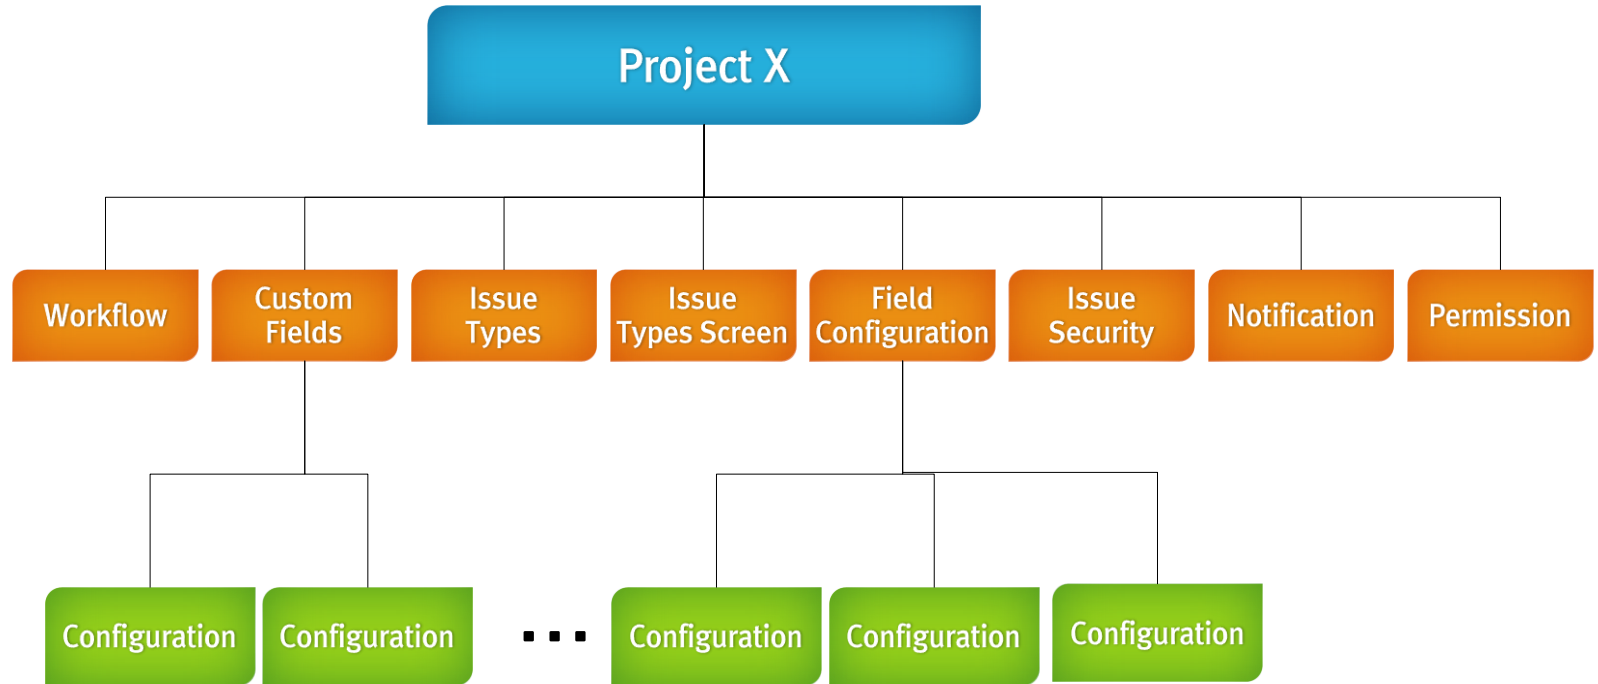 Project X
Workflow
Custom
Fields
Issue
Types
Issue
Types Screen
Field
Configuration
Issue
Security
Notification
Permission
Configuration
Configuration
...
Configuration
Configuration
Configuration